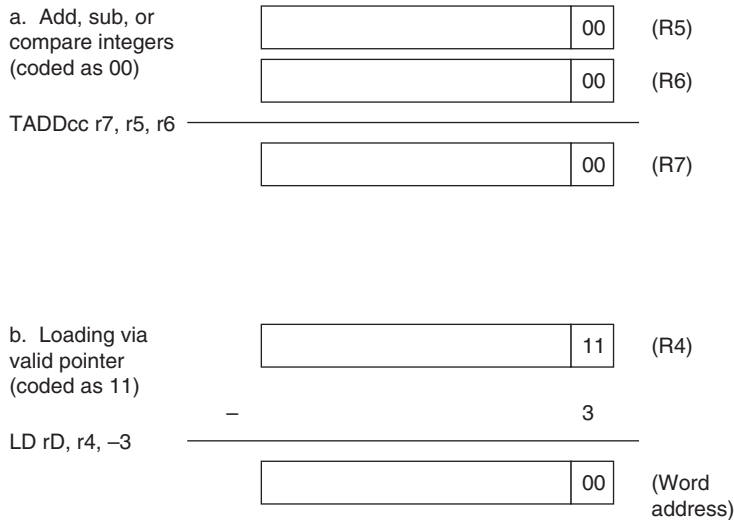 a. Add, sub, or
compare integers
(coded as 00)
00 (R5)
00 (R6)
TADDcc r7, r5, r6
00 (R7)
b. Loading via
valid pointer
(coded as 11)
11 (R4)
– 3
LD rD, r4, –3
00 (Word
address)